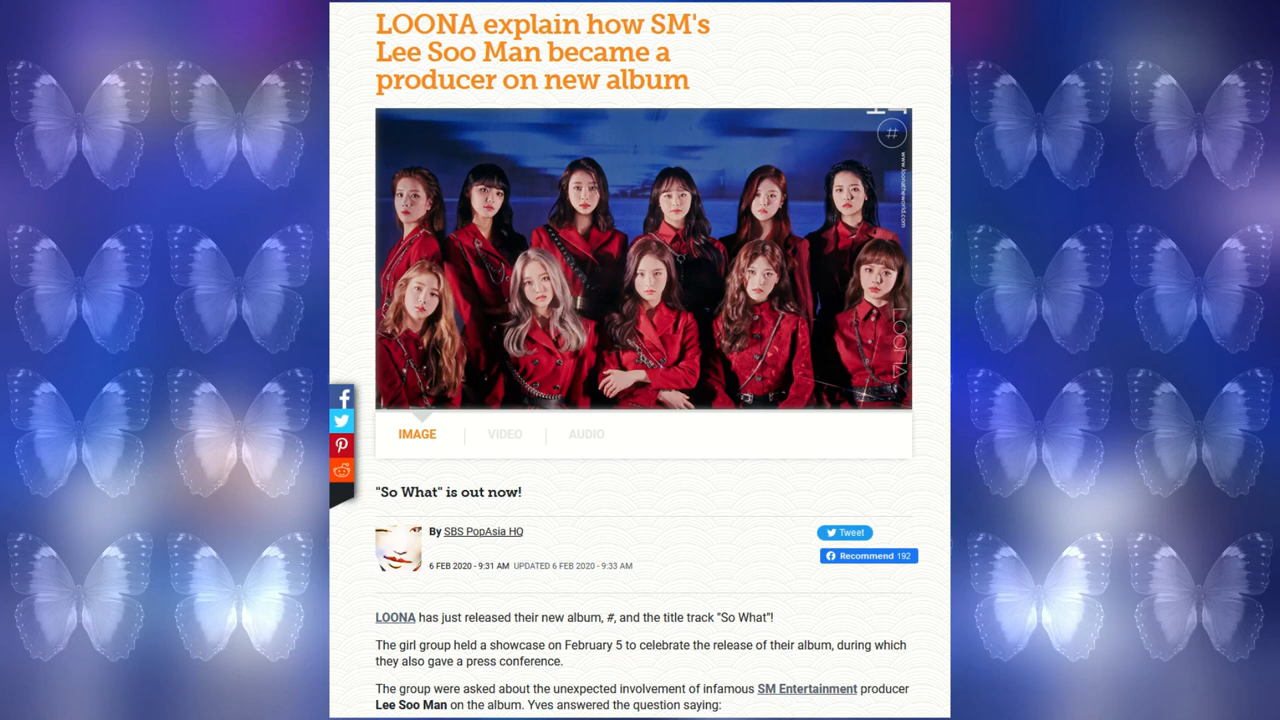 LOONA explain how SM's
Lee Soo Man became a
producer on new album
#
www.loonatheworld.com
LOONA
IMAGE
VIDEO
AUDIO
"So What" is out now!
By SBS PopAsia HQ
Tweet
Recommend 192
6 FEB 2020 - 9:31 AM UPDATED 6 FEB 2020 - 9:33 AM
LOONA has just released their new album, #, and the title track "So What"!
The girl group held a showcase on February 5 to celebrate the release of their album, during which
they also gave a press conference.
The group were asked about the unexpected involvement of infamous SM Entertainment producer
Lee Soo Man on the album. Yves answered the question saying: